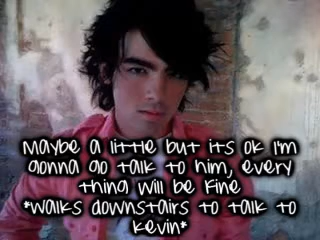 Maybe a little but its ok I'm
gonna go talk to him, every
thing will be fine
*walks downstairs to talk to
kevin*